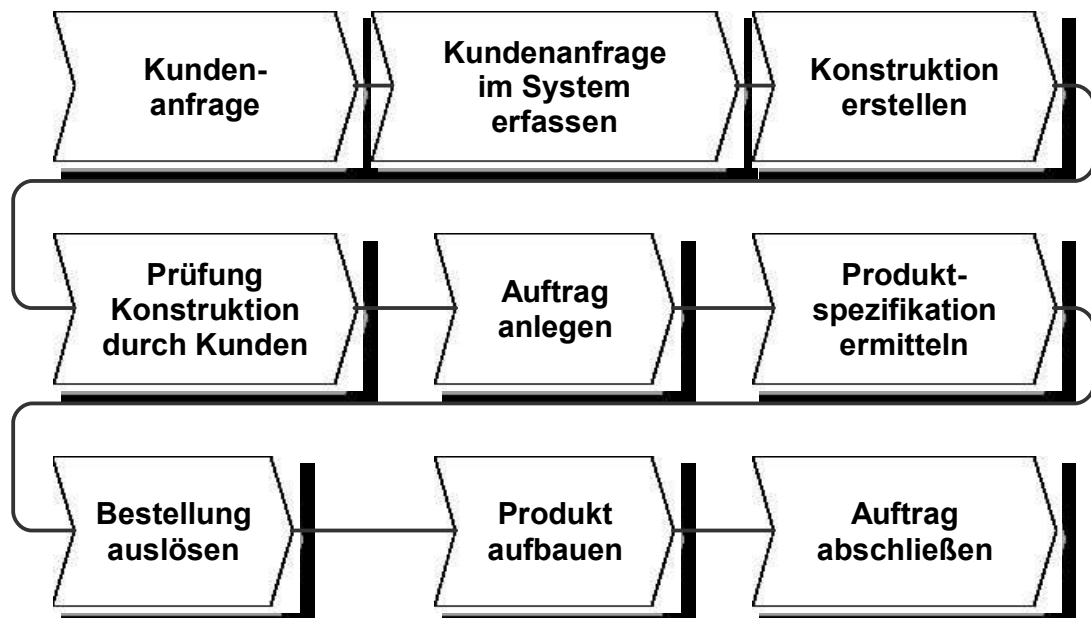 Kunden-
anfrage
Kundenanfrage
im System
erfassen
Konstruktion
erstellen
Prüfung
Konstruktion
durch Kunden
Auftrag
anlegen
Produkt-
spezifikation
ermitteln
Bestellung
auslösen
Produkt
aufbauen
Auftrag
abschließen